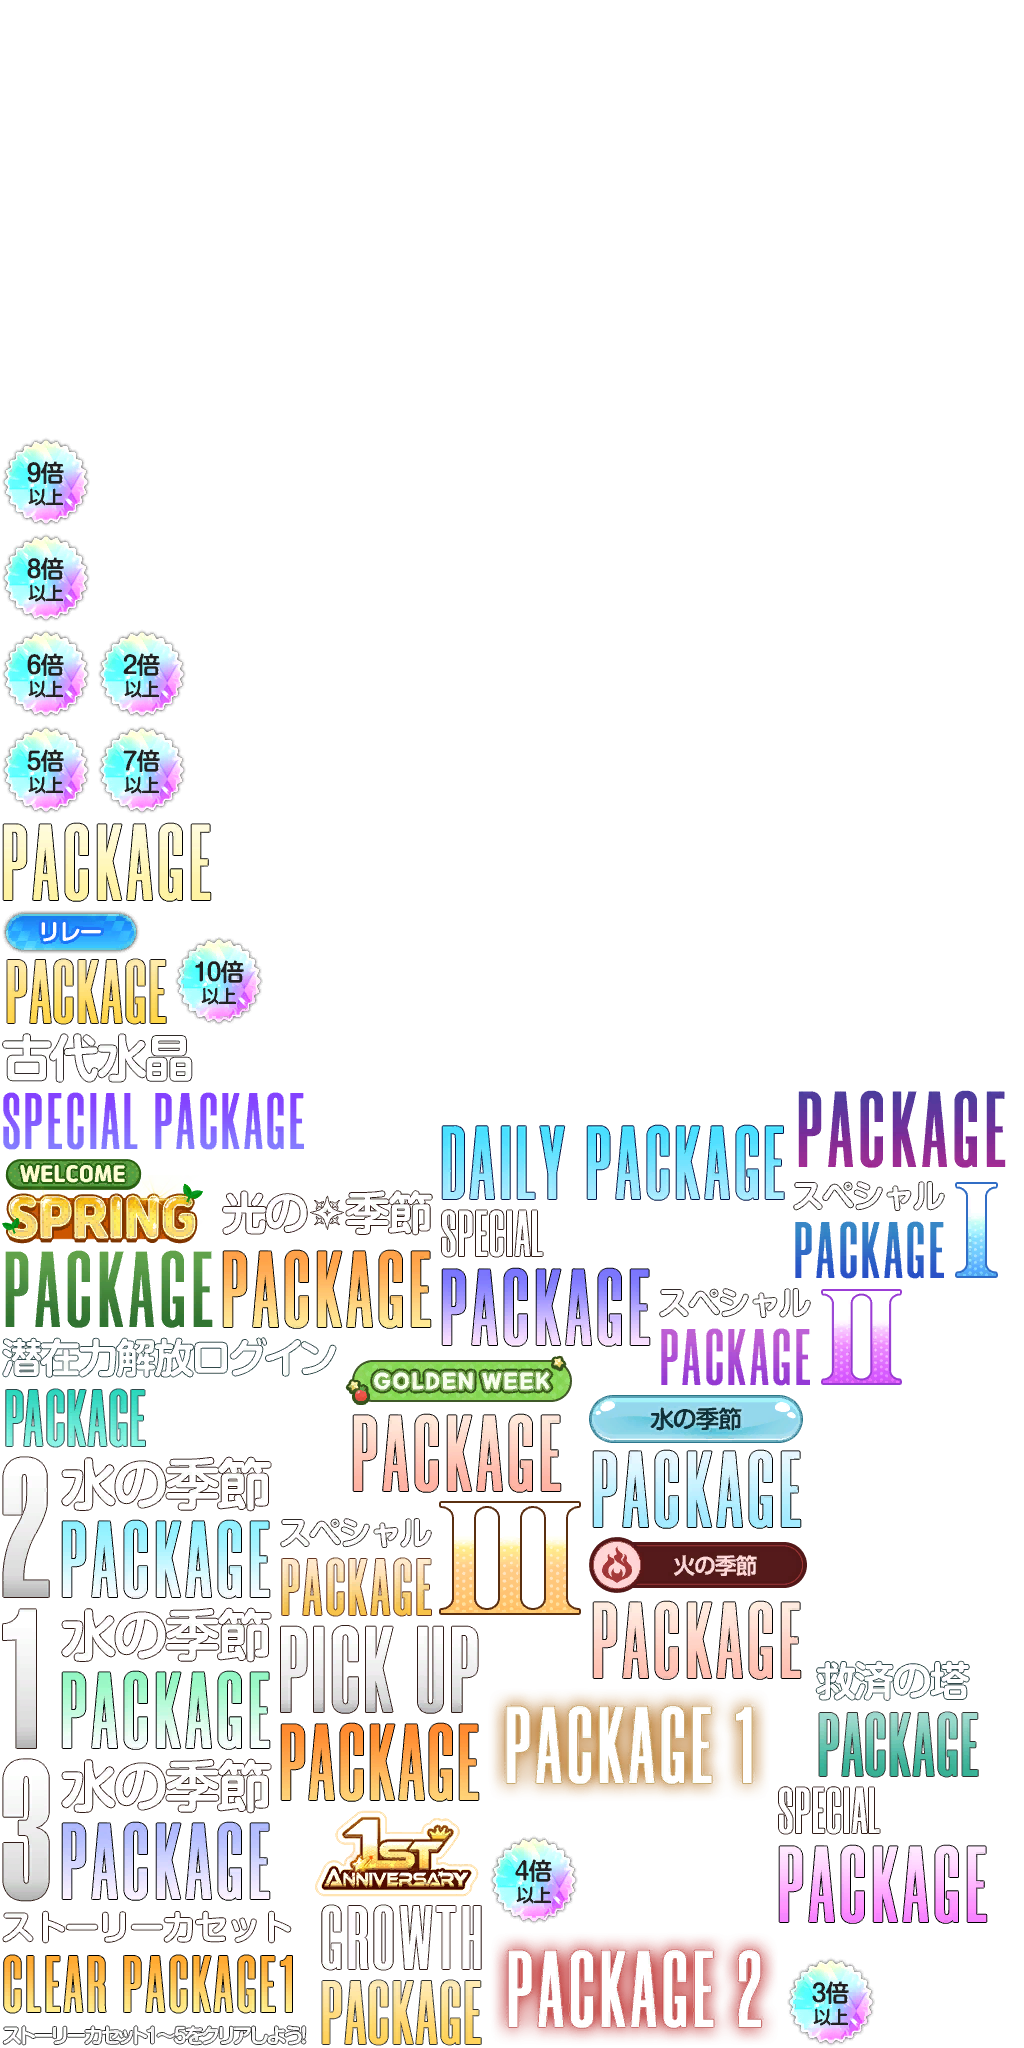 9倍
以上
8倍
以上
6倍
以上
2倍
以上
5倍
以上
7倍
以上
PACKAGE
リレー
PACKAGE
10倍
以上
古代水晶
SPECIAL PACKAGE
WELCOME
SPRING
PACKAGE
光の季節
PACKAGE
DAILY PACKAGE
SPECIAL
PACKAGE
PACKAGE
スペシャル
PACKAGE I
スペシャル
PACKAGE II
潜在力解放ログイン
PACKAGE
GOLDEN WEEK
PACKAGE
水の季節
PACKAGE
2 水の季節
PACKAGE
スペシャル
PACKAGE III
火の季節
PACKAGE
1 水の季節
PACKAGE
PICK UP
PACKAGE
PACKAGE 1
救済の塔
PACKAGE
3 水の季節
PACKAGE
1ST
ANNIVERSARY
GROWTH
PACKAGE
4倍
以上
SPECIAL
PACKAGE
ストーリーカセット
CLEAR PACKAGE1
ストーリーカセット1～5をクリアしよう!
PACKAGE 2
3倍
以上